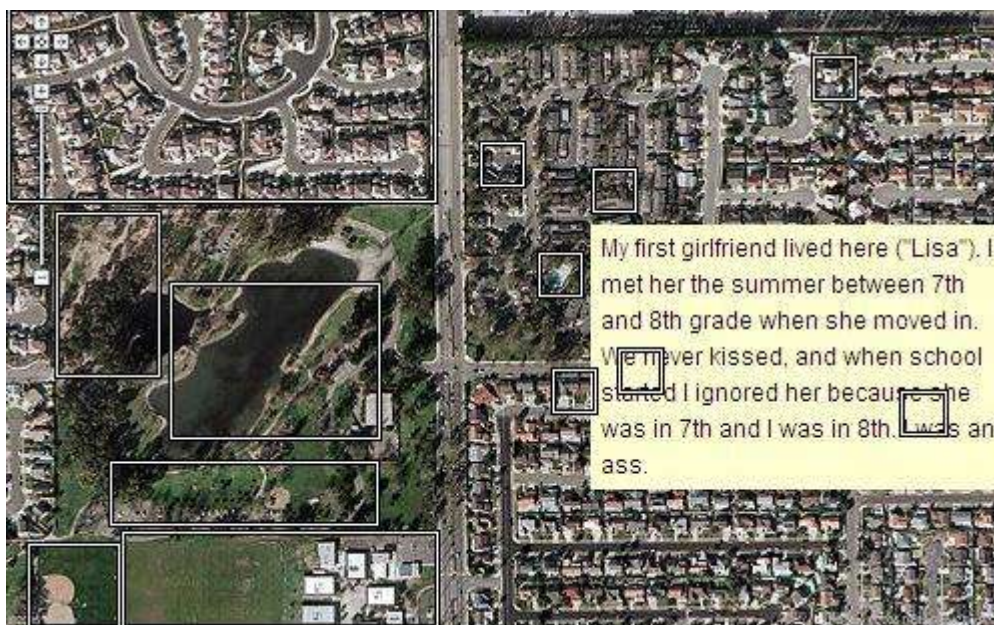 My first girlfriend lived here ("Lisa"). I
met her the summer between 7th
and 8th grade when she moved in.
We never kissed, and when school
started I ignored her because she
was in 7th and I was in 8th. I was an
ass.